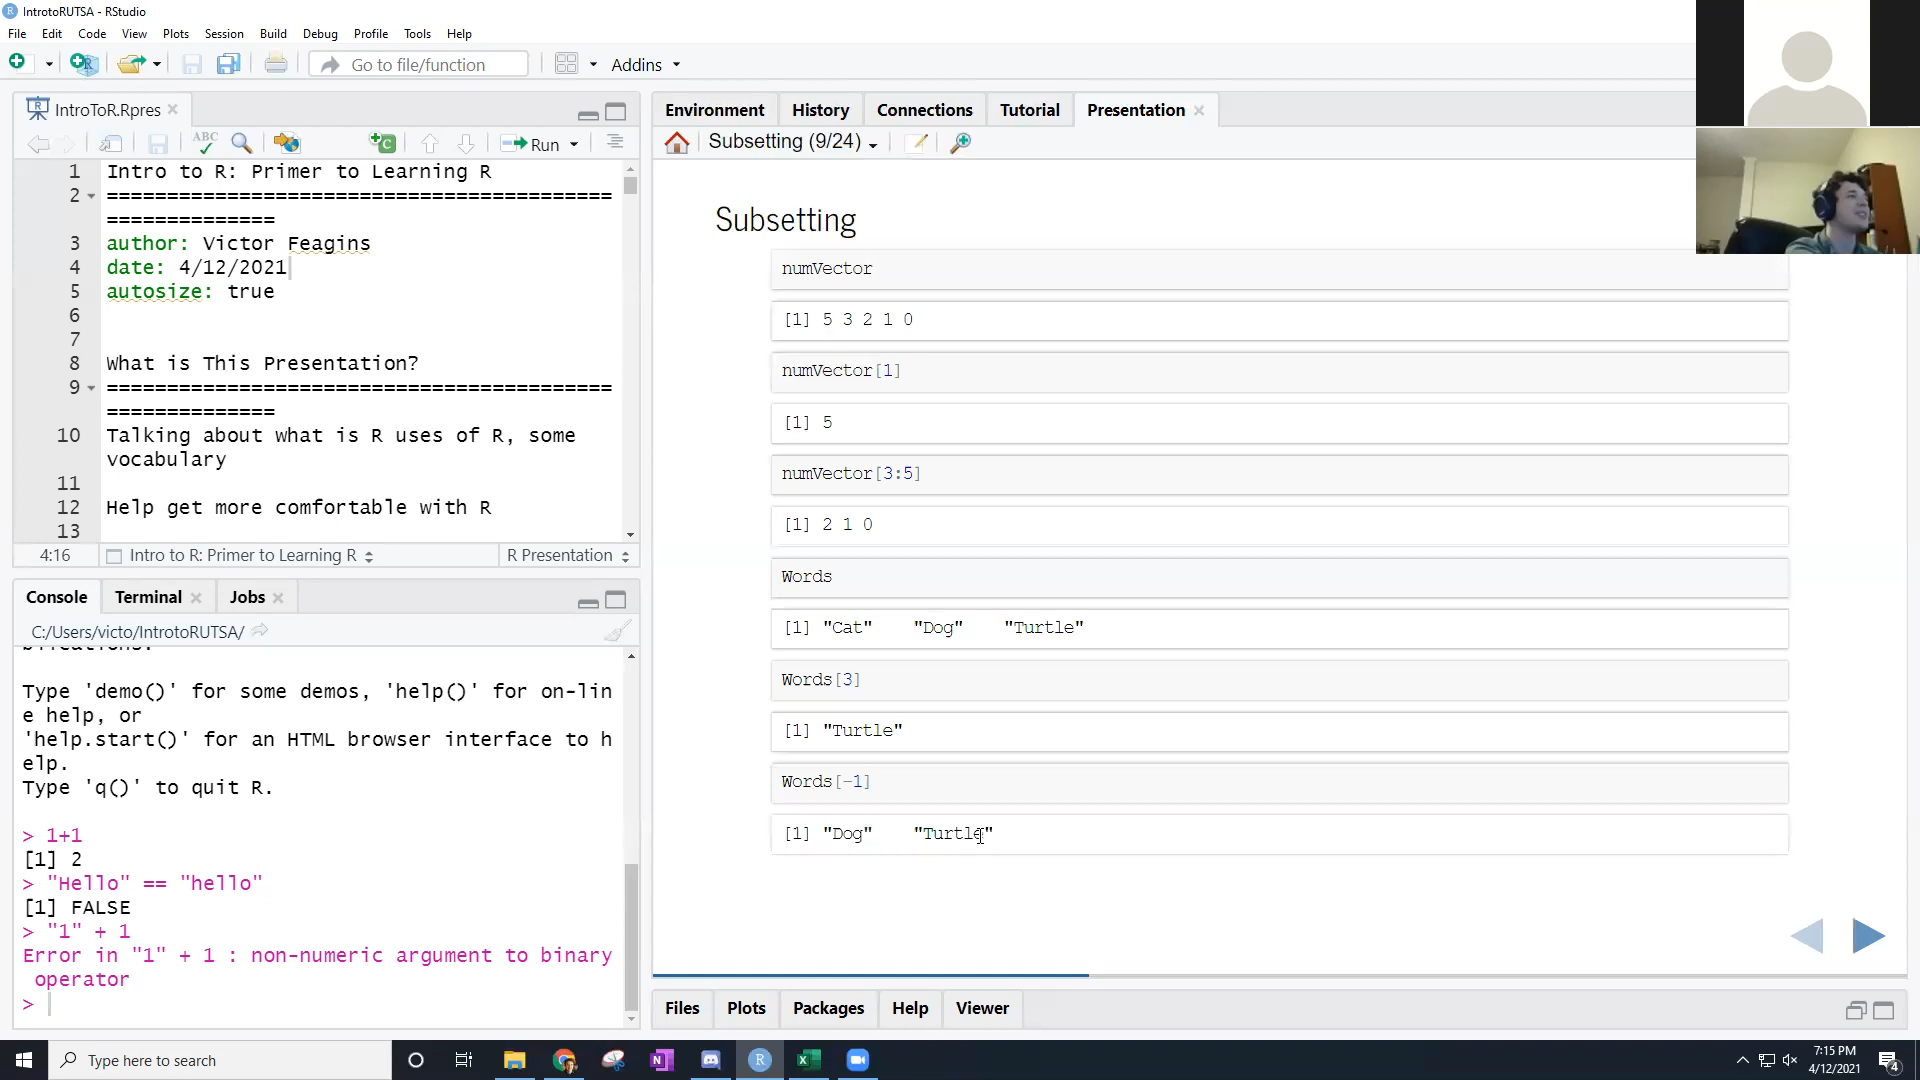 IntrotoRUTSA - RStudio
File Edit Code View Plots Session Build Debug Profile Tools Help
Go to file/function
Addins
IntroToR.Rpres
ABC
Run
1 Intro to R: Primer to Learning R
2 ==========================================
==============
3 author: Victor Feagins
4 date: 4/12/2021
5 autosize: true
6
7
8 What is This Presentation?
9 ==========================================
==============
10 Talking about what is R uses of R, some
vocabulary
11
12 Help get more comfortable with R
13
4:16 Intro to R: Primer to Learning R R Presentation
Console Terminal Jobs
C:/Users/victo/IntrotoRUTSA/
Type 'demo()' for some demos, 'help()' for on-lin
e help, or
'help.start()' for an HTML browser interface to h
elp.
Type 'q()' to quit R.
> 1+1
[1] 2
> "Hello" == "hello"
[1] FALSE
> "1" + 1
Error in "1" + 1 : non-numeric argument to binary
operator
>
Environment History Connections Tutorial Presentation
Subsetting (9/24)
Subsetting
numVector
[1] 5 3 2 1 0
numVector[1]
[1] 5
numVector[3:5]
[1] 2 1 0
Words
[1] "Cat" "Dog" "Turtle"
Words[3]
[1] "Turtle"
Words[-1]
[1] "Dog" "Turtle"
Files Plots Packages Help Viewer
Type here to search
7:15 PM
4/12/2021
4